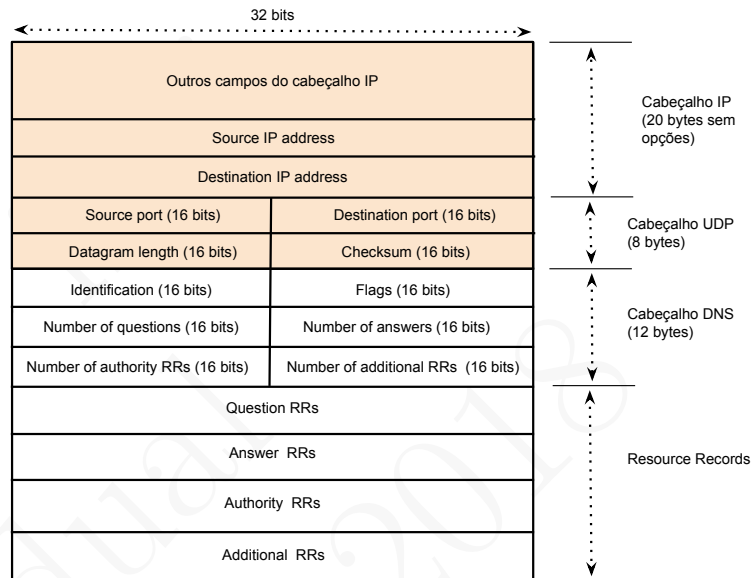 32 bits
Outros campos do cabeçalho IP
Source IP address
Destination IP address
Source port (16 bits)
Destination port (16 bits)
Datagram length (16 bits)
Checksum (16 bits)
Identification (16 bits)
Flags (16 bits)
Number of questions (16 bits)
Number of answers (16 bits)
Number of authority RRs (16 bits)
Number of additional RRs (16 bits)
Question RRs
Answer RRs
Authority RRs
Additional RRs
Cabeçalho IP
(20 bytes sem
opções)
Cabeçalho UDP
(8 bytes)
Cabeçalho DNS
(12 bytes)
Resource Records
2018